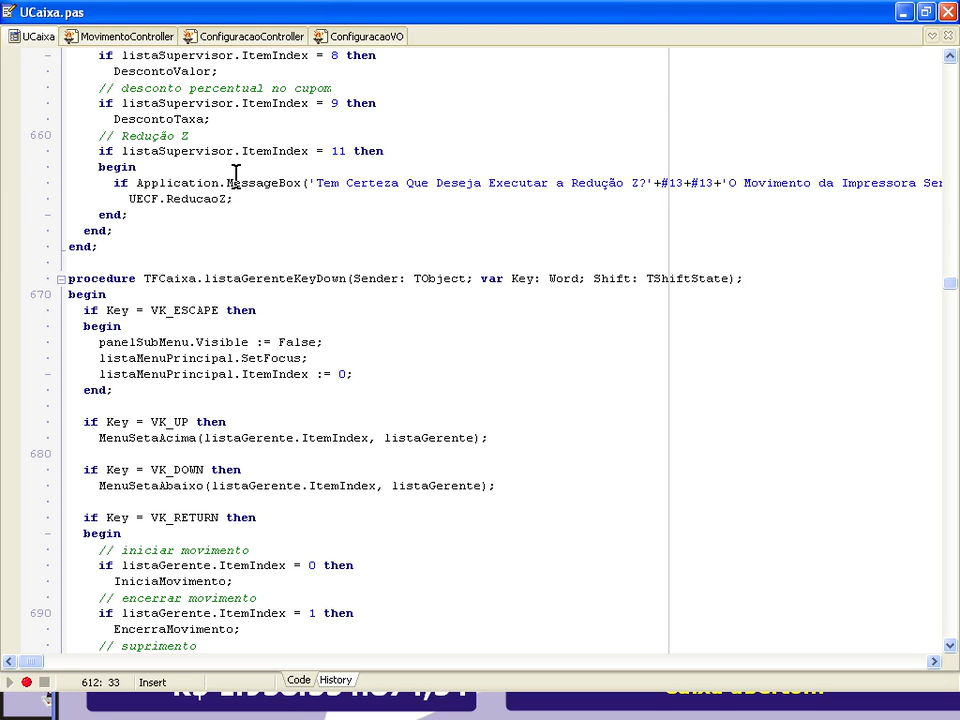 UCaixa.pas
UCaixa MovimentoController ConfiguracaoController ConfiguracaoVO
if listaSupervisor.ItemIndex = 8 then
DescontoValor;
// desconto percentual no cupom
if listaSupervisor.ItemIndex = 9 then
DescontoTaxa;
660 // Redução Z
if listaSupervisor.ItemIndex = 11 then
begin
if Application.MessageBox('Tem Certeza Que Deseja Executar a Redução Z?'+#13+#13+'O Movimento da Impressora Ser
UECF.ReducaoZ;
end;
end;
end;
procedure TFCaixa.listaGerenteKeyDown(Sender: TObject; var Key: Word; Shift: TShiftState);
670 begin
if Key = VK_ESCAPE then
begin
panelSubMenu.Visible := False;
listaMenuPrincipal.SetFocus;
listaMenuPrincipal.ItemIndex := 0;
end;
if Key = VK_UP then
MenuSetaAcima(listaGerente.ItemIndex, listaGerente);
680
if Key = VK_DOWN then
MenuSetaAbaixo(listaGerente.ItemIndex, listaGerente);
if Key = VK_RETURN then
begin
// iniciar movimento
if listaGerente.ItemIndex = 0 then
IniciaMovimento;
// encerrar movimento
690 if listaGerente.ItemIndex = 1 then
EncerraMovimento;
// suprimento
612: 33 Insert Code History